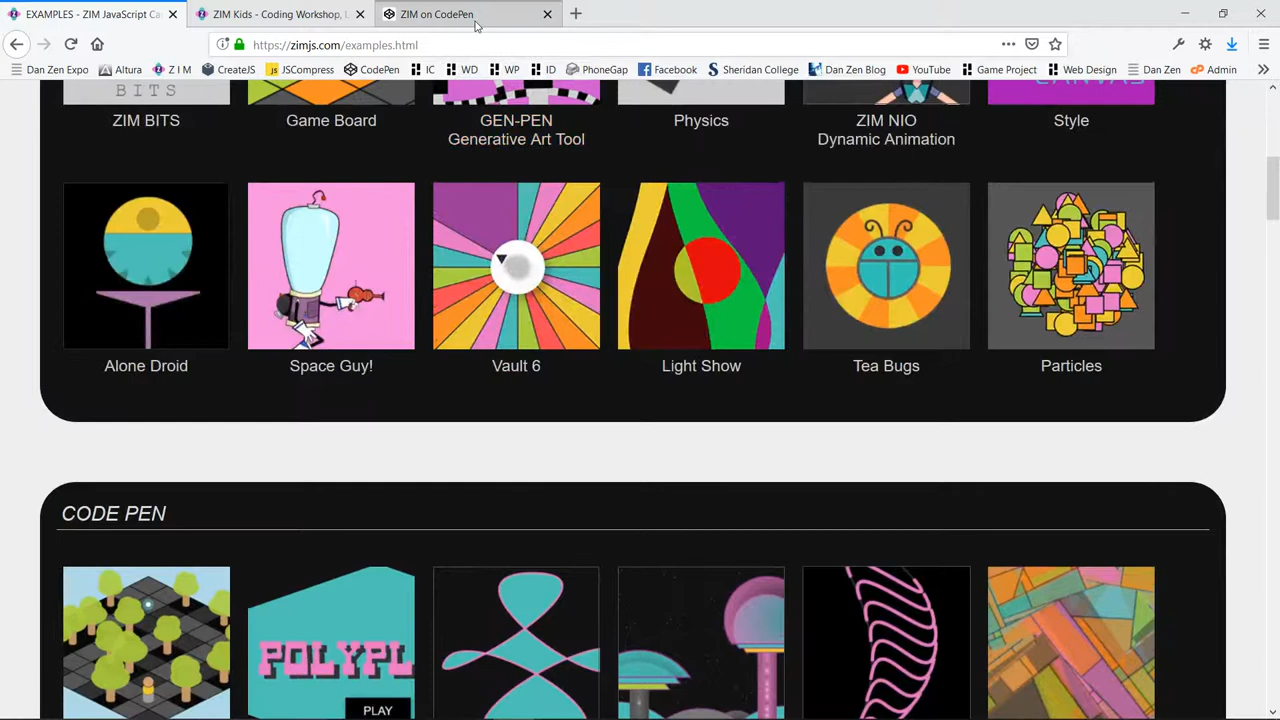 EXAMPLES - ZIM JavaScript Ca
ZIM Kids - Coding Workshop, L
ZIM on CodePen
https://zimjs.com/examples.html
Dan Zen Expo
Altura
Z I M
CreateJS
JSCompress
CodePen
IC
WD
WP
ID
PhoneGap
Facebook
Sheridan College
Dan Zen Blog
YouTube
Game Project
Web Design
Dan Zen
Admin
BITS
ZIM BITS
Game Board
GEN-PEN
Generative Art Tool
Physics
ZIM NIO
Dynamic Animation
CANVAS
Style
Alone Droid
Space Guy!
Vault 6
Light Show
Tea Bugs
Particles
CODE PEN
POLYPL
PLAY